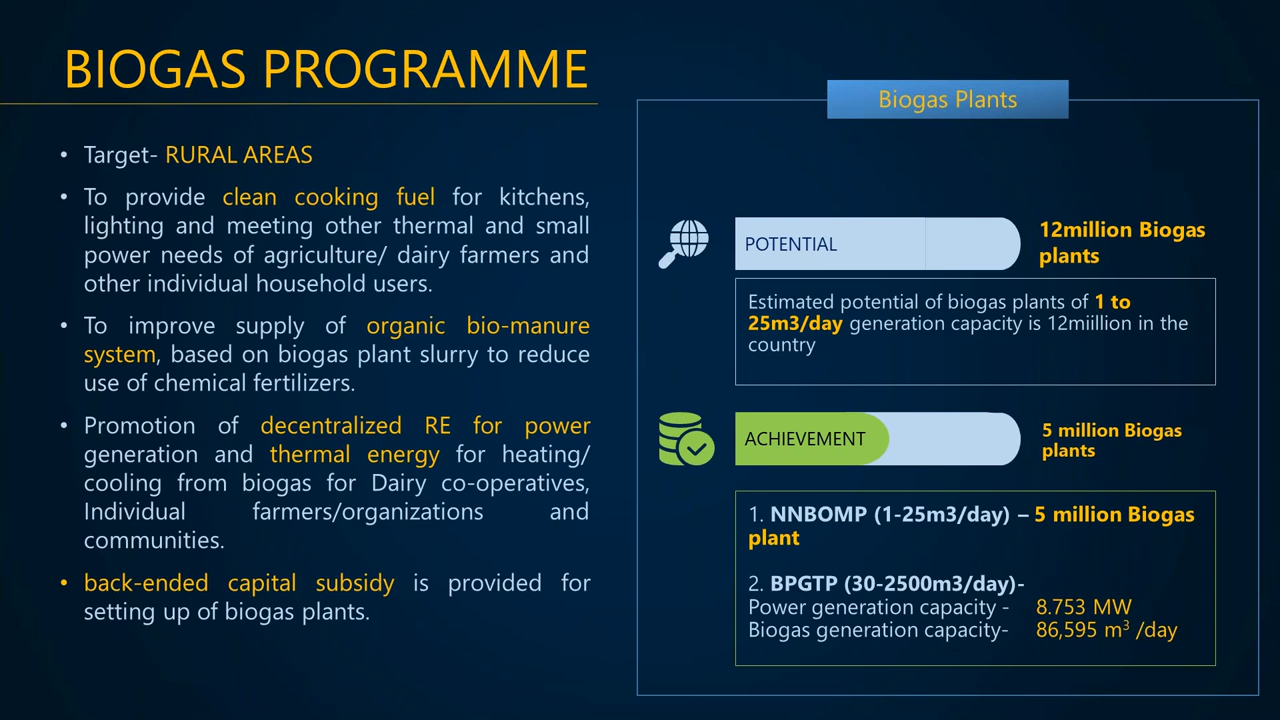 BIOGAS PROGRAMME
• Target- RURAL AREAS
• To provide clean cooking fuel for kitchens,
lighting and meeting other thermal and small
power needs of agriculture/ dairy farmers and
other individual household users.
• To improve supply of organic bio-manure
system, based on biogas plant slurry to reduce
use of chemical fertilizers.
• Promotion of decentralized RE for power
generation and thermal energy for heating/
cooling from biogas for Dairy co-operatives,
Individual farmers/organizations and
communities.
• back-ended capital subsidy is provided for
setting up of biogas plants.
Biogas Plants
POTENTIAL
12million Biogas
plants
Estimated potential of biogas plants of 1 to
25m3/day generation capacity is 12miillion in the
country
ACHIEVEMENT
5 million Biogas
plants
1. NNBOMP (1-25m3/day) – 5 million Biogas
plant
2. BPGTP (30-2500m3/day)-
Power generation capacity - 8.753 MW
Biogas generation capacity- 86,595 m³ /day